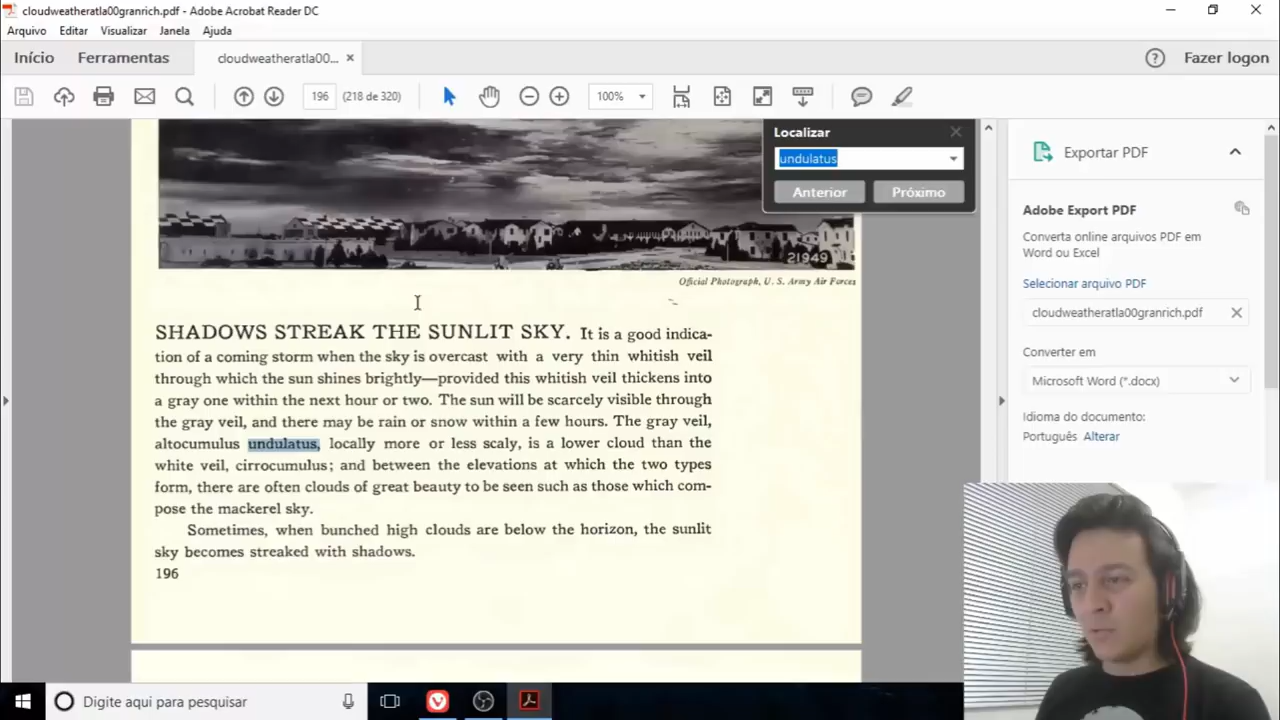 cloudweatheratla00granrich.pdf - Adobe Acrobat Reader DC
Arquivo Editar Visualizar Janela Ajuda
Início Ferramentas cloudweatheratla00... Fazer logon
196 (218 de 320) 100%
Localizar
undulatus
Anterior Próximo
21949
Official Photograph, U. S. Army Air Forces
SHADOWS STREAK THE SUNLIT SKY. It is a good indica-
tion of a coming storm when the sky is overcast with a very thin whitish veil
through which the sun shines brightly—provided this whitish veil thickens into
a gray one within the next hour or two. The sun will be scarcely visible through
the gray veil, and there may be rain or snow within a few hours. The gray veil,
altocumulus undulatus, locally more or less scaly, is a lower cloud than the
white veil, cirrocumulus; and between the elevations at which the two types
form, there are often clouds of great beauty to be seen such as those which com-
pose the mackerel sky.
Sometimes, when bunched high clouds are below the horizon, the sunlit
sky becomes streaked with shadows.
196
Exportar PDF
Adobe Export PDF
Converta online arquivos PDF em
Word ou Excel
Selecionar arquivo PDF
cloudweatheratla00granrich.pdf
Converter em
Microsoft Word (*.docx)
Idioma do documento:
Português Alterar
Digite aqui para pesquisar